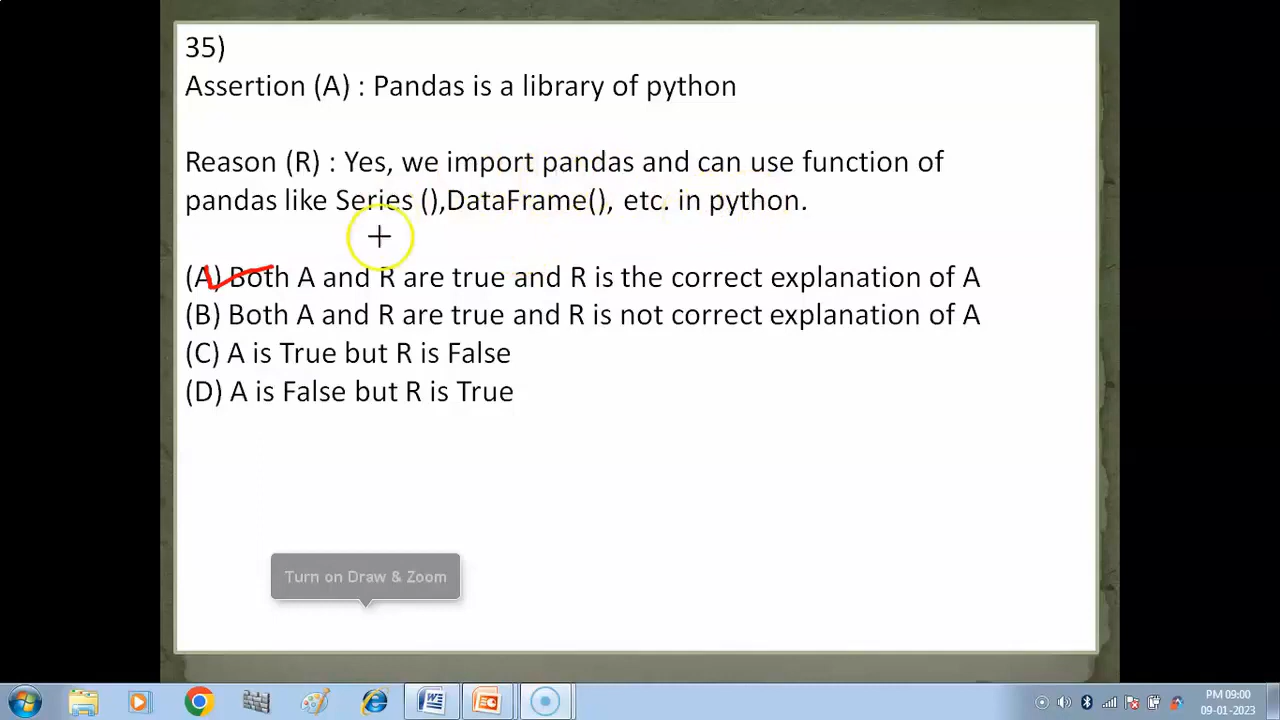 35)
Assertion (A) : Pandas is a library of python
Reason (R) : Yes, we import pandas and can use function of
pandas like Series (),DataFrame(), etc. in python.
(A) Both A and R are true and R is the correct explanation of A
(B) Both A and R are true and R is not correct explanation of A
(C) A is True but R is False
(D) A is False but R is True
Turn on Draw & Zoom
PM 09:00
09-01-2023